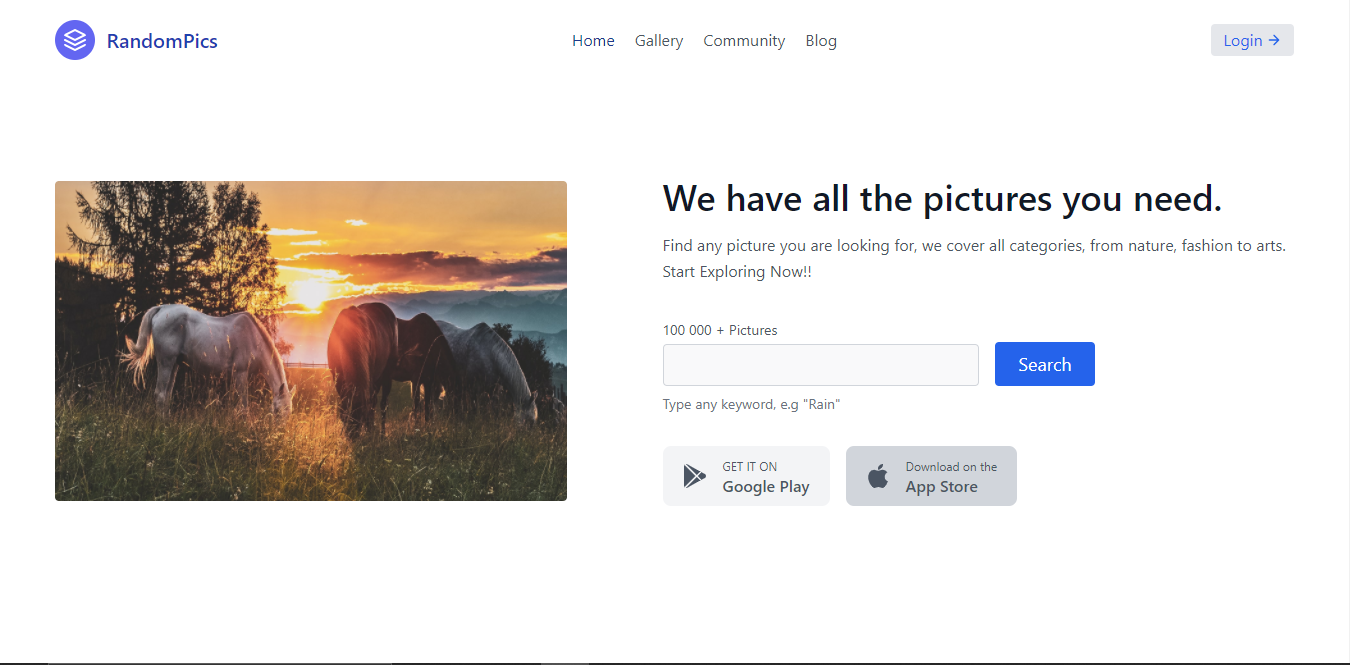 RandomPics
Home Gallery Community Blog
Login →
We have all the pictures you need.
Find any picture you are looking for, we cover all categories, from nature, fashion to arts.
Start Exploring Now!!
100 000 + Pictures
Search
Type any keyword, e.g "Rain"
GET IT ON
Google Play
Download on the
App Store